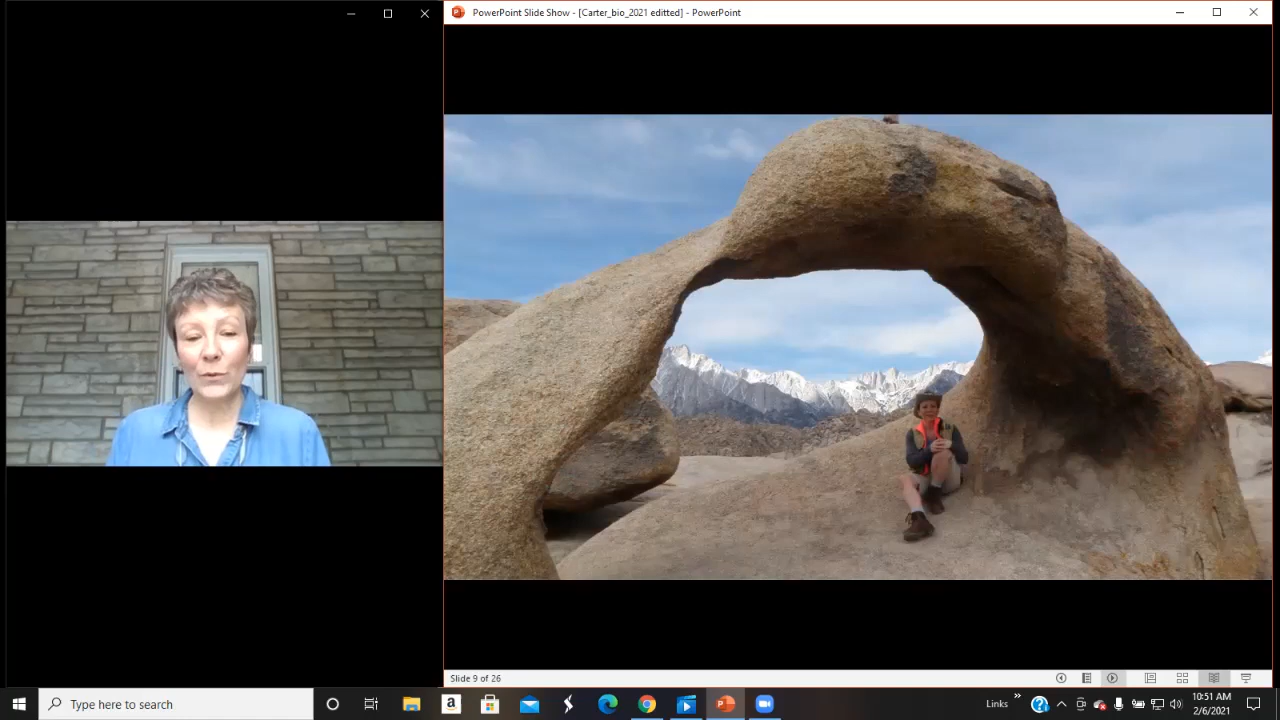 PowerPoint Slide Show - [Carter_bio_2021 editted] - PowerPoint
Slide 9 of 26
Type here to search
Links
10:51 AM
2/6/2021